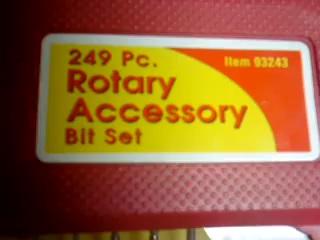 249 Pc.
Item 93243
Rotary
Accessory
Bit Set